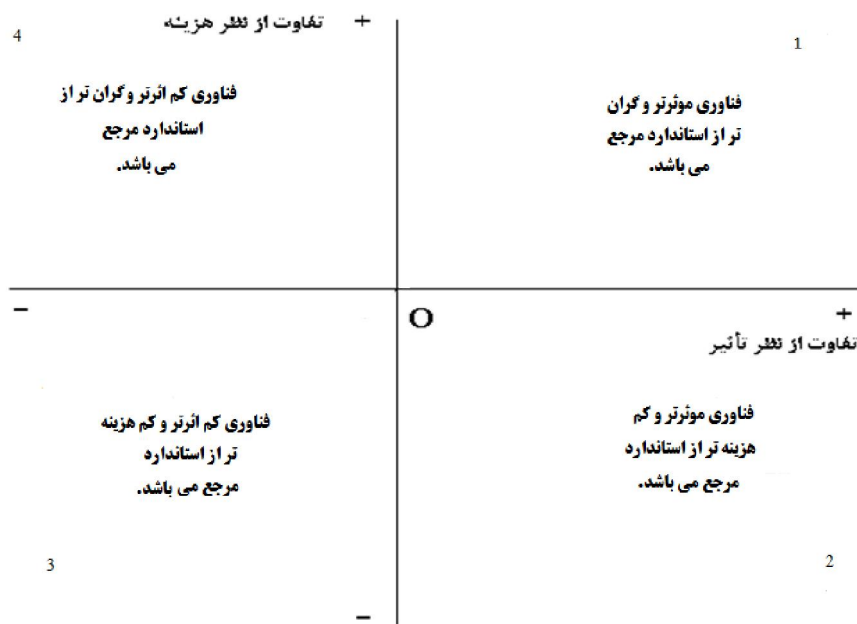 4
تفاوت از نظر هزینه. +
1
فناوری کم اثرتر و گران تر از
استاندارد مرجع
می باشد.
فناوری موثرتر و گران
تر از استاندارد مرجع
می باشد.
−
O
+
تفاوت از نظر تأثیر
فناوری کم اثرتر و کم هزینه
تر از استاندارد
مرجع می باشد.
فناوری موثرتر و کم
هزینه تر از استاندارد
مرجع می باشد.
3
2
−